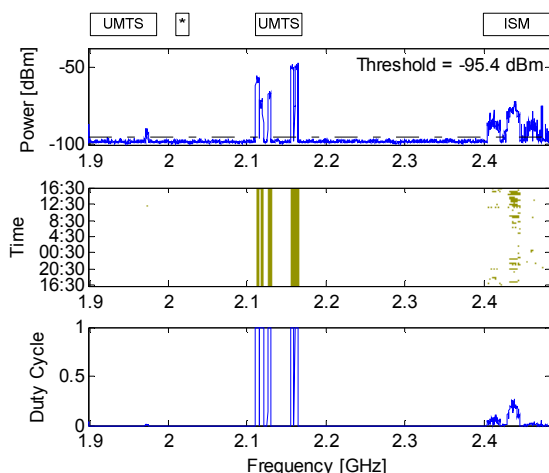 UMTS * UMTS ISM
Power [dBm]
-50
-100
Threshold = -95.4 dBm
1.9 2 2.1 2.2 2.3 2.4
Time
16:30
12:30
8:30
4:30
00:30
20:30
16:30
1.9 2 2.1 2.2 2.3 2.4
Duty Cycle
1
0.5
0
1.9 2 2.1 2.2 2.3 2.4
Frequency [GHz]